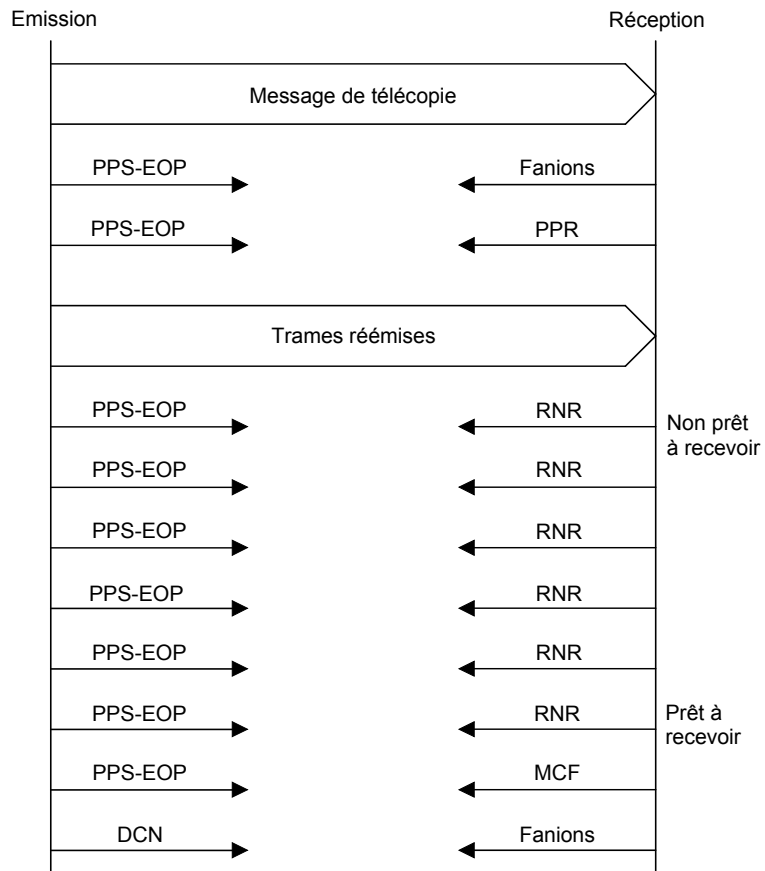 Emission
Réception
Message de télécopie
PPS-EOP
Fanions
PPS-EOP
PPR
Trames réémises
PPS-EOP
RNR
Non prêt
à recevoir
PPS-EOP
RNR
PPS-EOP
RNR
PPS-EOP
RNR
PPS-EOP
RNR
PPS-EOP
RNR
Prêt à
recevoir
PPS-EOP
MCF
DCN
Fanions